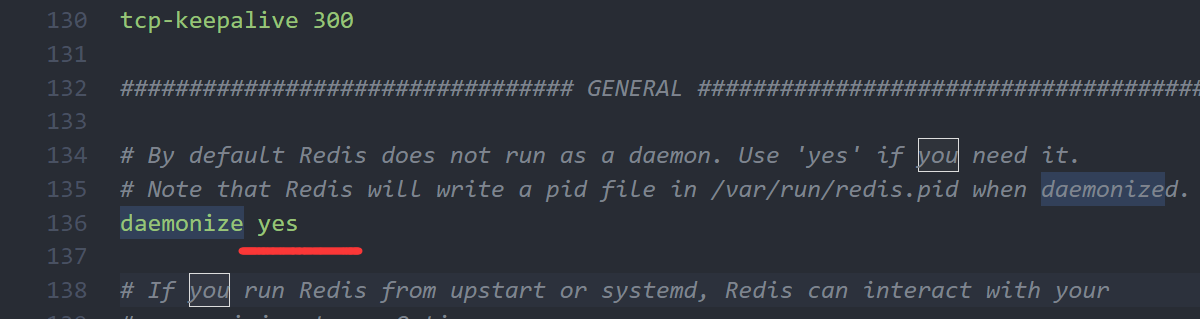 130 tcp-keepalive 300
131
132 ################################# GENERAL #####################################
133
134 # By default Redis does not run as a daemon. Use 'yes' if you need it.
135 # Note that Redis will write a pid file in /var/run/redis.pid when daemonized.
136 daemonize yes
137
138 # If you run Redis from upstart or systemd, Redis can interact with your